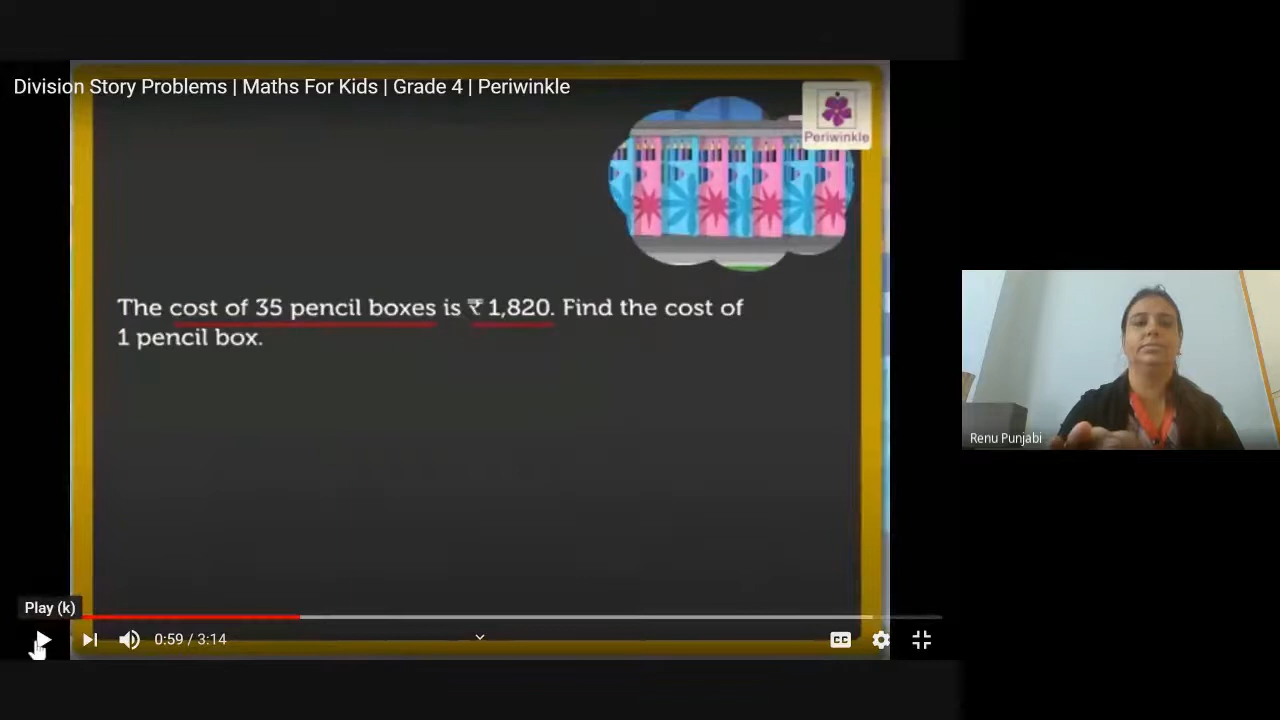 Division Story Problems | Maths For Kids | Grade 4 | Periwinkle
Periwinkle
The cost of 35 pencil boxes is ₹ 1,820. Find the cost of
1 pencil box.
Renu Punjabi
Play (k)
0:59 / 3:14
CC